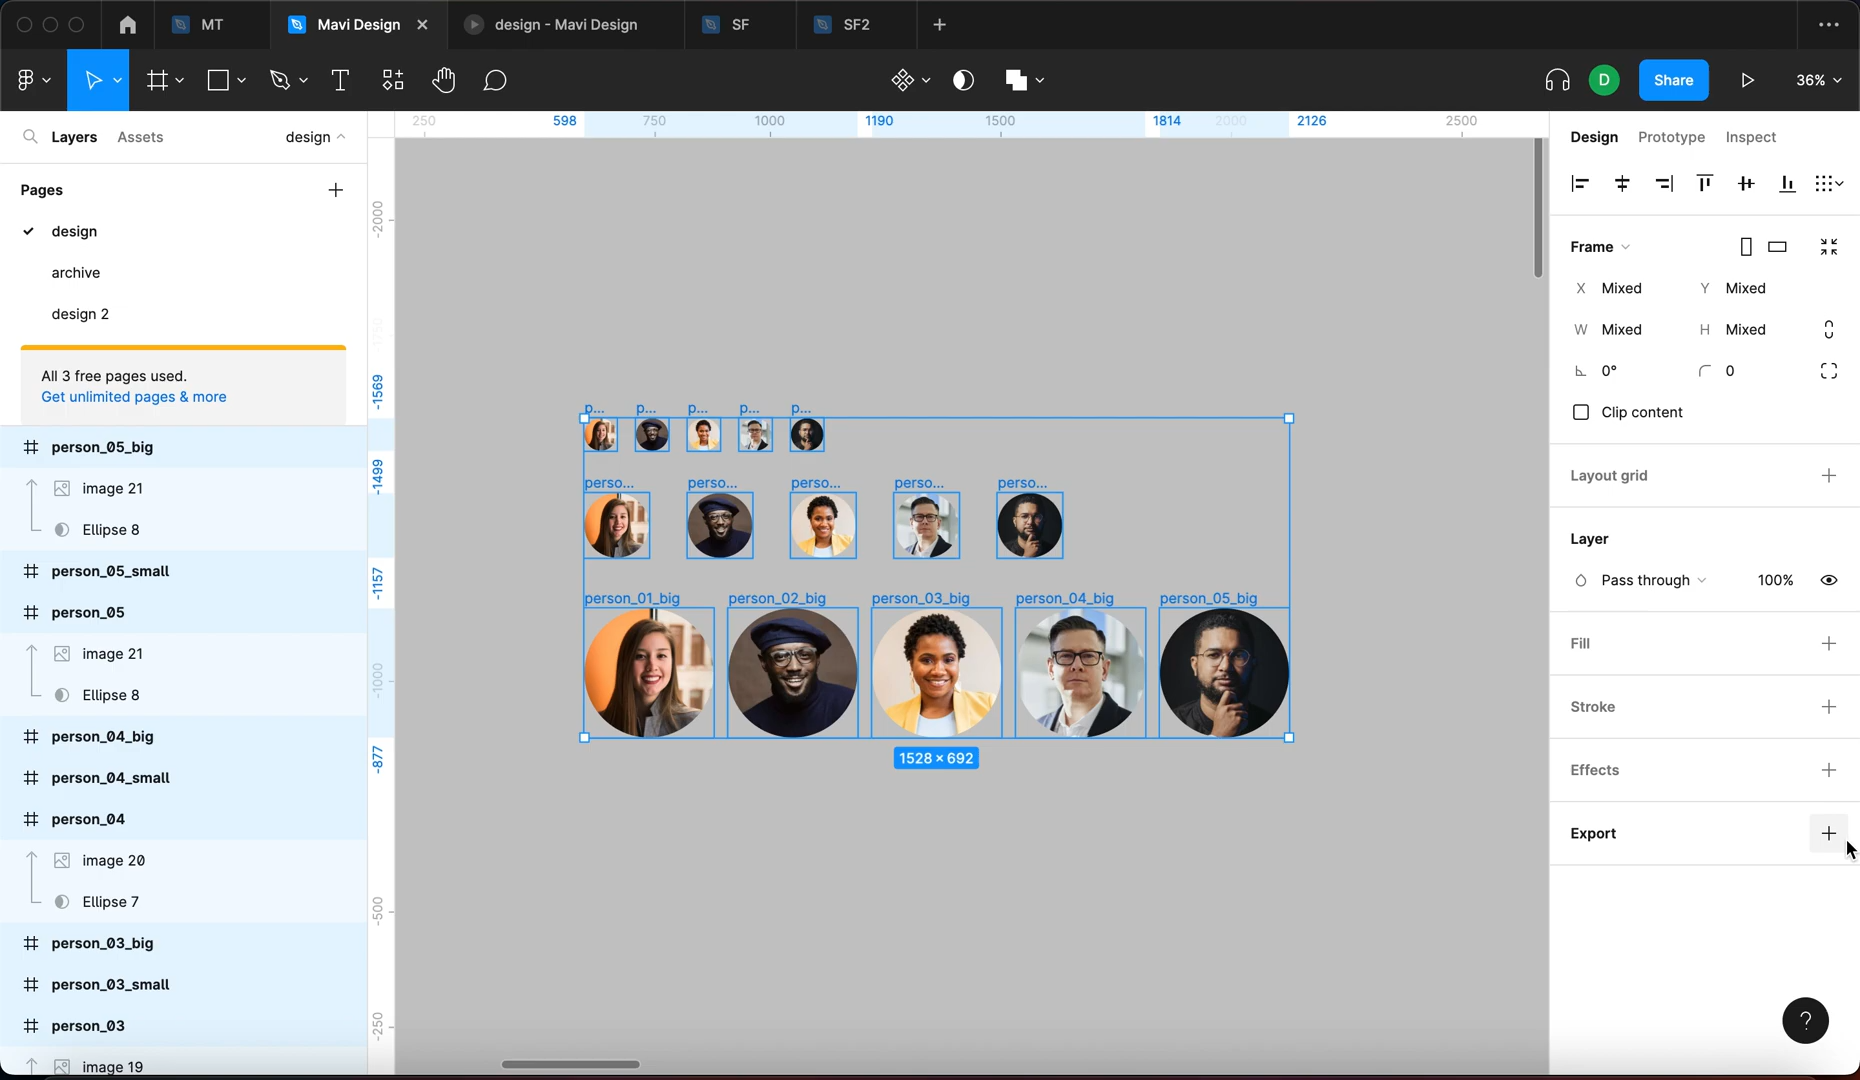 MT
Mavi Design
design - Mavi Design
SF
SF2
D
Share
36%
Layers
Assets
design
Pages
design
archive
design 2
All 3 free pages used.
Get unlimited pages & more
person_05_big
image 21
Ellipse 8
person_05_small
person_05
image 21
Ellipse 8
person_04_big
person_04_small
person_04
image 20
Ellipse 7
person_03_big
person_03_small
person_03
image 19
250
598
750
1000
1190
1500
1814
2000
2126
2500
-2000
-1750
-1569
-1499
-1157
-1000
-877
-500
-250
p...
p...
p...
p...
p...
perso...
perso...
perso...
perso...
perso...
person_01_big
person_02_big
person_03_big
person_04_big
person_05_big
1528 × 692
Design
Prototype
Inspect
Frame
X Mixed
Y Mixed
W Mixed
H Mixed
0°
0
Clip content
Layout grid
Layer
Pass through
100%
Fill
Stroke
Effects
Export
?